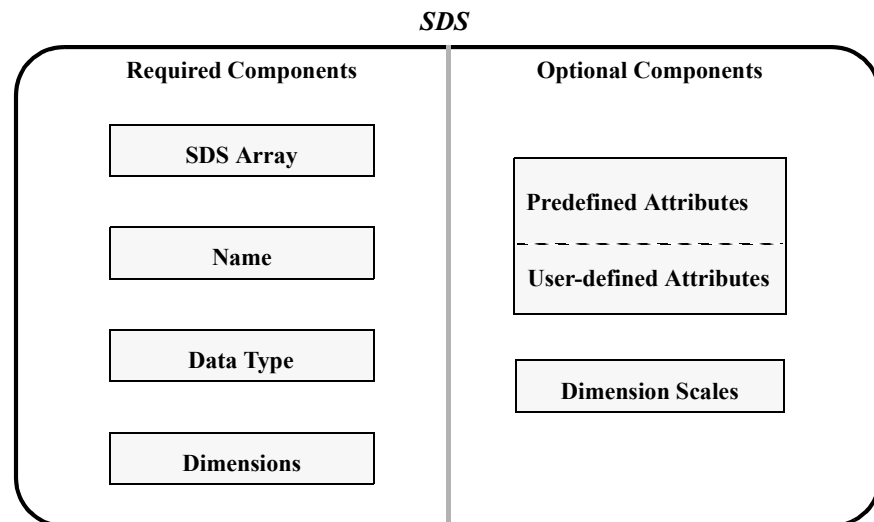 SDS
Required Components
SDS Array
Name
Data Type
Dimensions
Optional Components
Predefined Attributes
User-defined Attributes
Dimension Scales